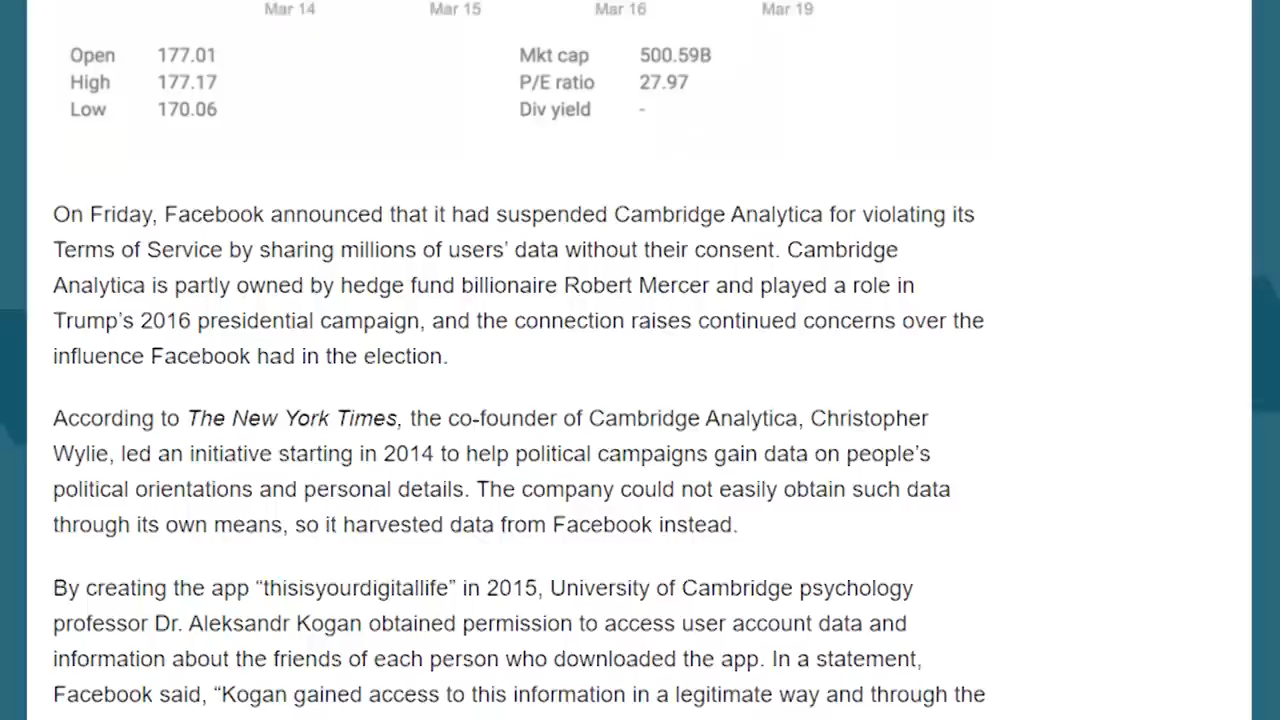 Mar 14 Mar 15 Mar 16 Mar 19
Open 177.01 Mkt cap 500.59B
High 177.17 P/E ratio 27.97
Low 170.06 Div yield -
On Friday, Facebook announced that it had suspended Cambridge Analytica for violating its
Terms of Service by sharing millions of users’ data without their consent. Cambridge
Analytica is partly owned by hedge fund billionaire Robert Mercer and played a role in
Trump’s 2016 presidential campaign, and the connection raises continued concerns over the
influence Facebook had in the election.
According to The New York Times, the co-founder of Cambridge Analytica, Christopher
Wylie, led an initiative starting in 2014 to help political campaigns gain data on people’s
political orientations and personal details. The company could not easily obtain such data
through its own means, so it harvested data from Facebook instead.
By creating the app “thisisyourdigitallife” in 2015, University of Cambridge psychology
professor Dr. Aleksandr Kogan obtained permission to access user account data and
information about the friends of each person who downloaded the app. In a statement,
Facebook said, “Kogan gained access to this information in a legitimate way and through the